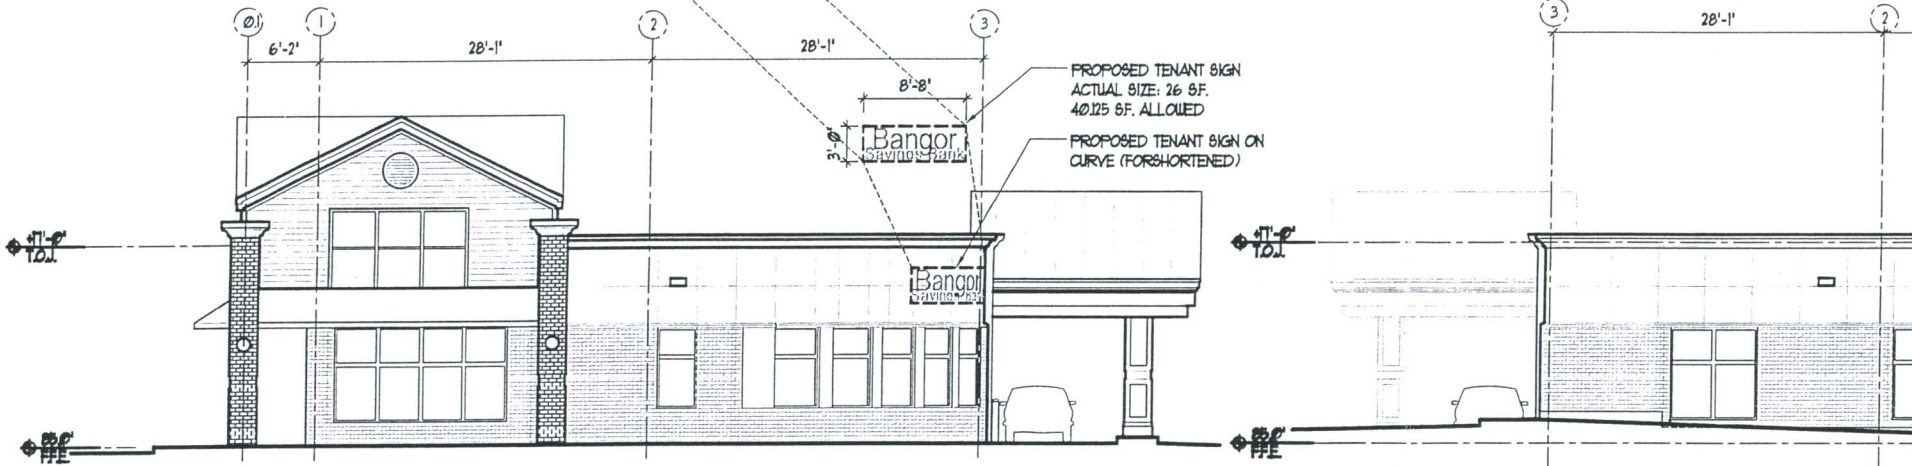 0.1
1
2
3
3
2
6'-2"
28'-1"
28'-1"
28'-1"
8'-8"
3'-0"
PROPOSED TENANT SIGN
ACTUAL SIZE: 26 S.F.
40.125 S.F. ALLOWED
Bangor
Savings Bank
PROPOSED TENANT SIGN ON
CURVE (FORSHORTENED)
Bangor
Savings
T.O.J.
T.O.J.
F.F.E.
F.F.E.